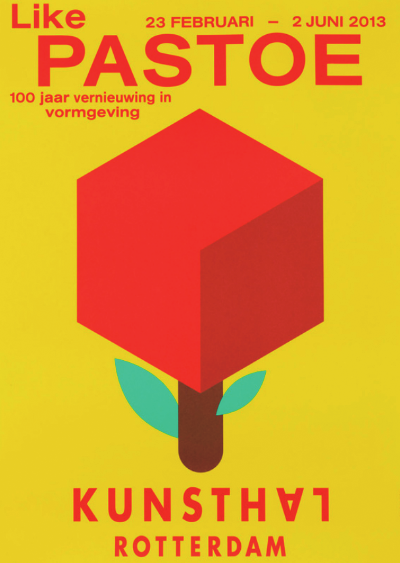 Like
23 FEBRUARI – 2 JUNI 2013
PASTOE
100 jaar vernieuwing in
vormgeving
KUNSTHAL
ROTTERDAM